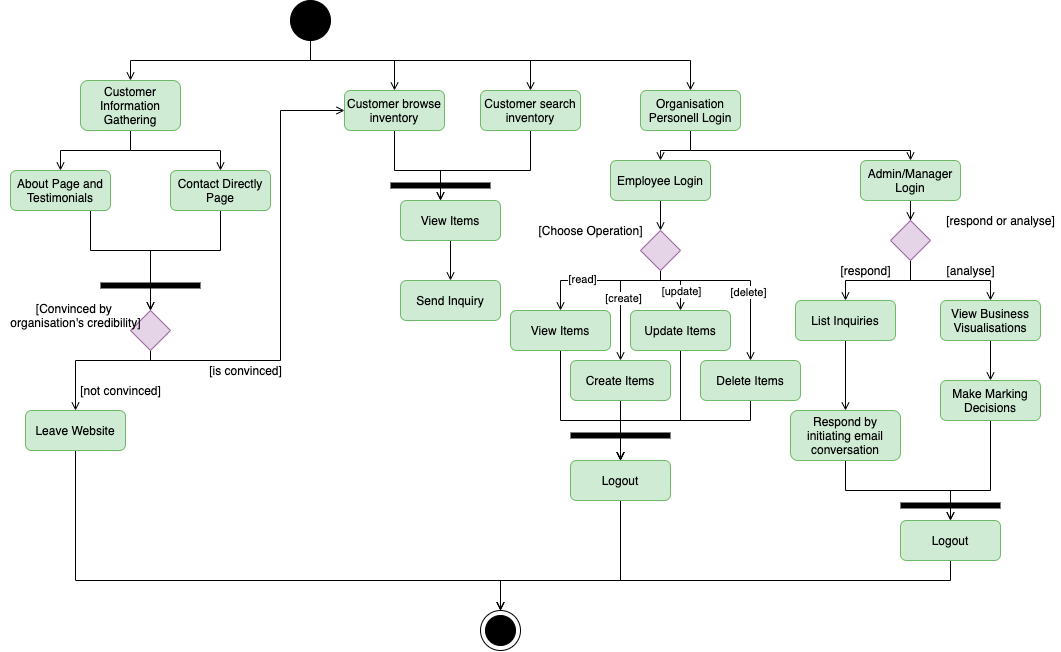 Customer
Information
Gathering
Customer browse
inventory
Customer search
inventory
Organisation
Personell Login
About Page and
Testimonials
Contact Directly
Page
Employee Login
Admin/Manager
Login
View Items
[Choose Operation]
[respond or analyse]
[read]
[create]
[update]
[delete]
[respond]
[analyse]
Send Inquiry
[Convinced by
organisation's credibility]
View Items
Update Items
List Inquiries
View Business
Visualisations
[is convinced]
[not convinced]
Create Items
Delete Items
Make Marking
Decisions
Leave Website
Respond by
initiating email
conversation
Logout
Logout